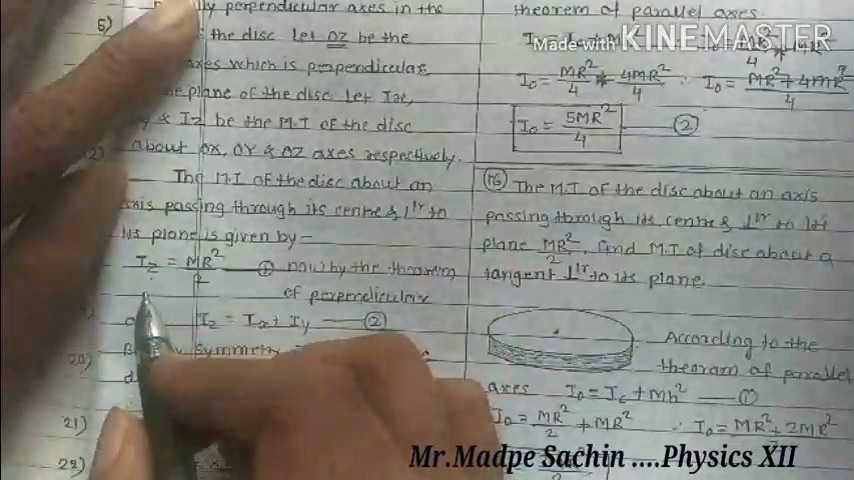 5)
perpendicular axes in the
the disc let OZ be the
axes which is perpendicular
plane of the disc. Let Ix,
& Iz be the M.I of the disc
about OX, OY & OZ axes respectively.
The M.I of the disc about an
axis passing through its centre & ⊥ʳ to
its plane is given by -
Iz = MR²/2 ① now by the theorem
of perpendicular
Iz = Ix + Iy ②
symmetry
20)
21)
22)
theorem of parallel axes.
I₀ = MR²/4 + 4MR²/4 ∴ I₀ = MR² + 4MR²/4
I₀ = 5MR²/4 ②
The M.I of the disc about an axis
passing through its centre & ⊥ʳ to its
plane MR²/2, find M.I of disc about a
tangent ⊥ʳ to its plane.
According to the
theoram of parallel
axes I₀ = Ic + Mh² ①
I₀ = MR²/2 + MR² ∴ I₀ = MR² + 2MR²
Made with KINEMASTER
Mr.Madpe Sachin ....Physics XII